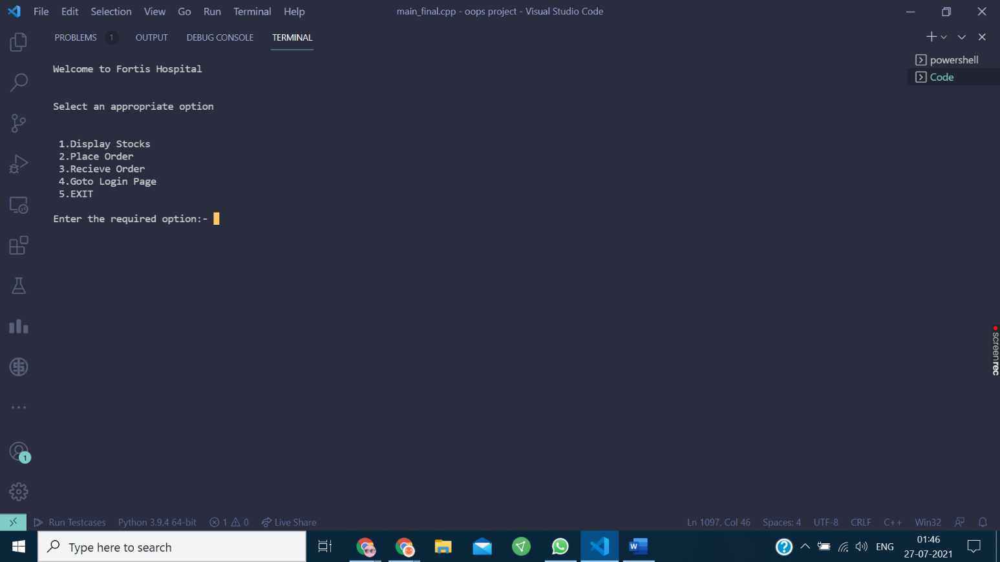 File Edit Selection View Go Run Terminal Help
main_final.cpp - oops project - Visual Studio Code
PROBLEMS 1 OUTPUT DEBUG CONSOLE TERMINAL
powershell
Code
Welcome to Fortis Hospital
Select an appropriate option
1.Display Stocks
2.Place Order
3.Recieve Order
4.Goto Login Page
5.EXIT
Enter the required option:-
screenrec
1
Run Testcases Python 3.9.4 64-bit 1 0 Live Share Ln 1097, Col 46 Spaces: 4 UTF-8 CRLF C++ Win32
Type here to search
W
ENG
01:46
27-07-2021